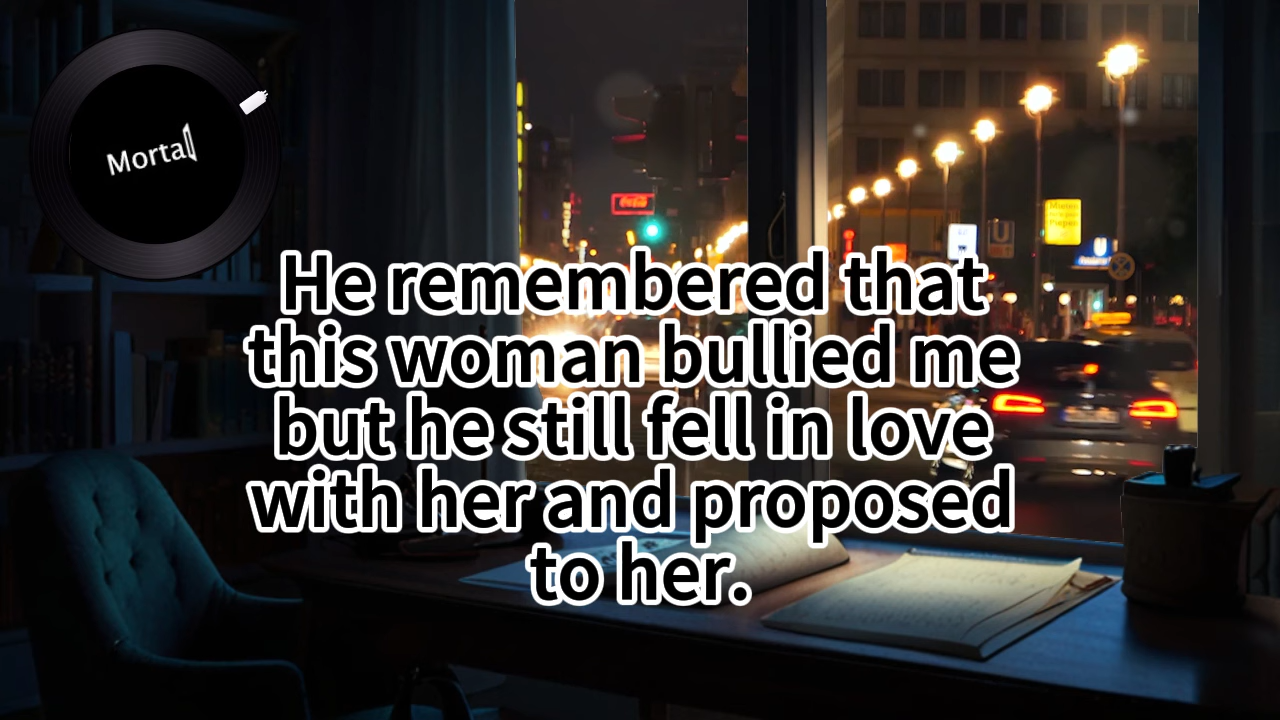 Mortal
He remembered that
this woman bullied me
but he still fell in love
with her and proposed
to her.